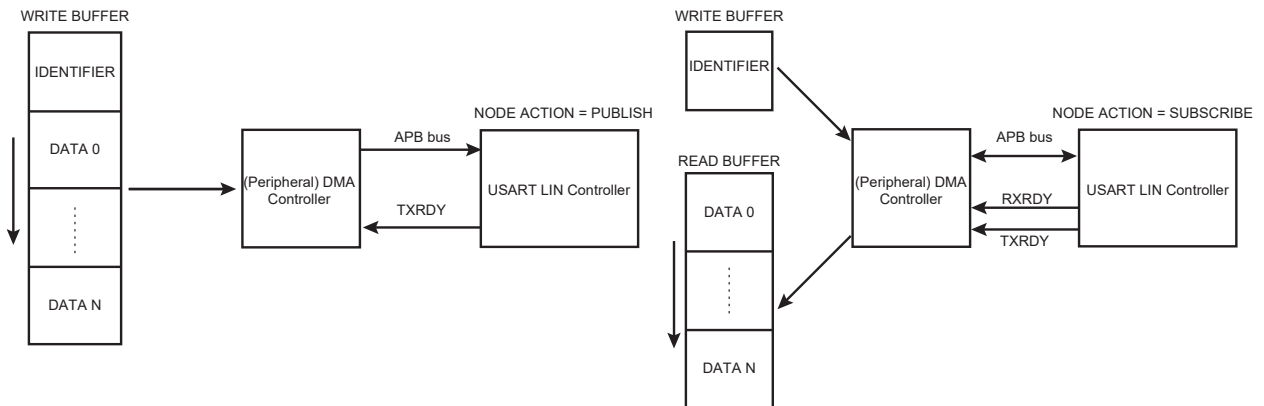 WRITE BUFFER
IDENTIFIER
DATA 0
DATA N
(Peripheral) DMA
Controller
APB bus
TXRDY
NODE ACTION = PUBLISH
USART LIN Controller
WRITE BUFFER
IDENTIFIER
READ BUFFER
DATA 0
DATA N
(Peripheral) DMA
Controller
APB bus
RXRDY
TXRDY
NODE ACTION = SUBSCRIBE
USART LIN Controller